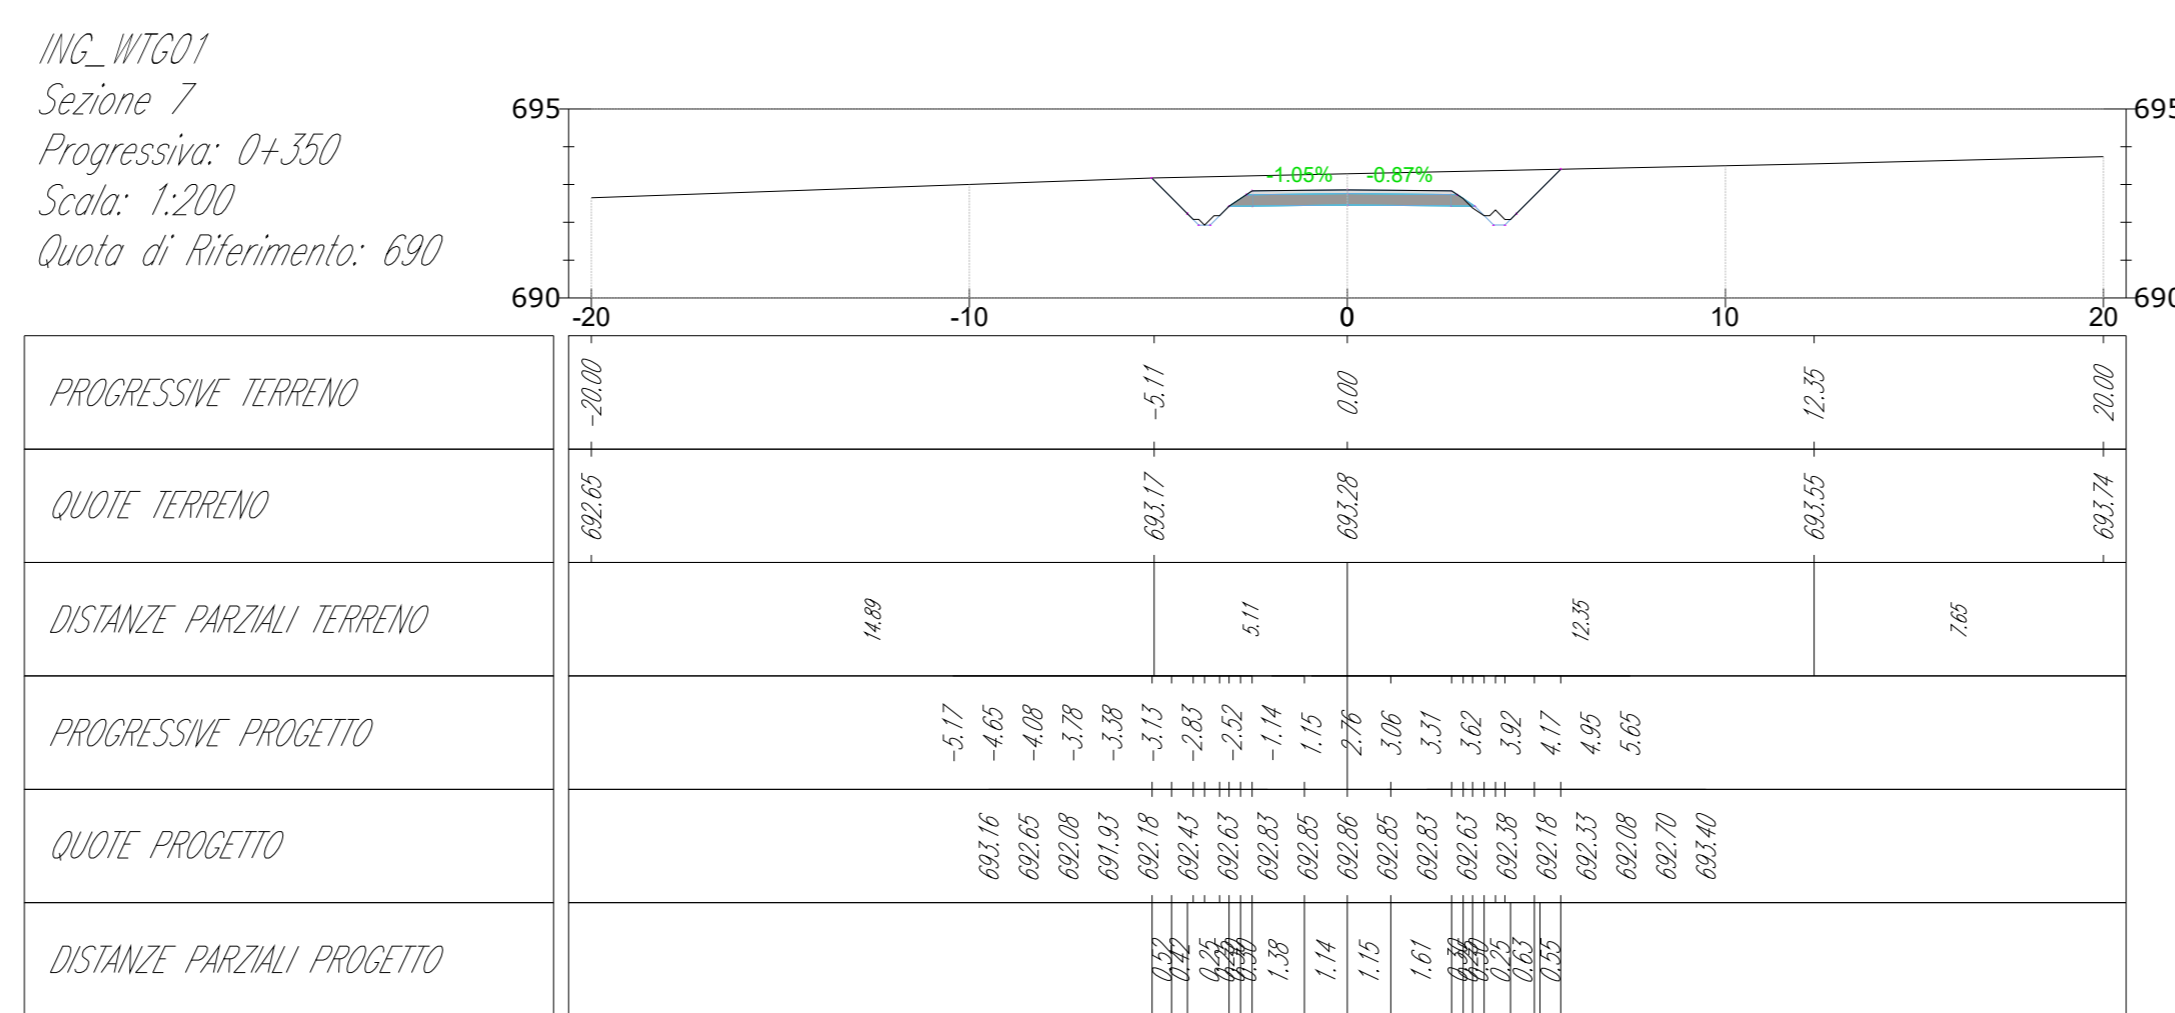 ING_WTG01
Sezione 7
Progressiva: 0+350
Scala: 1:200
Quota di Riferimento: 690
695 695
-1.05% -0.87%
690 690
-20 -10 0 10 20
PROGRESSIVE TERRENO -20.00 -5.11 0.00 12.35 20.00
QUOTE TERRENO 692.65 693.17 693.28 693.55 693.74
DISTANZE PARZIALI TERRENO 14.89 5.11 12.35 7.65
PROGRESSIVE PROGETTO -5.17 -4.65 -4.08 -3.78 -3.38 -3.13 -2.83 -2.52 -1.14 1.15 2.76 3.06 3.31 3.62 3.92 4.17 4.95 5.65
QUOTE PROGETTO 693.16 692.65 692.08 691.93 692.18 692.43 692.63 692.83 692.85 692.86 692.85 692.83 692.63 692.38 692.18 692.33 692.08 692.70 693.40
DISTANZE PARZIALI PROGETTO 0.52 0.42 0.25 0.30 1.38 1.14 1.15 1.61 0.30 0.25 0.63 0.55